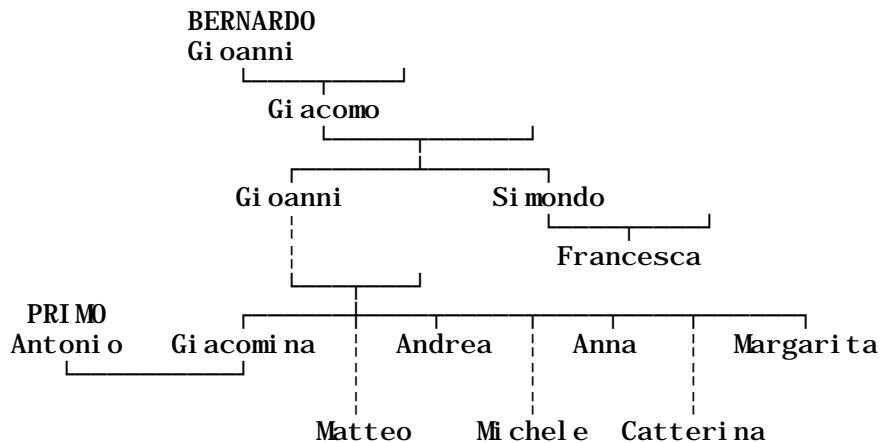 BERNARDO
Gioanni
Giacomo
Gioanni Simondo
Francesca
PRIMO
Antonio Giacomina Andrea Anna Margarita
Matteo Michele Catterina